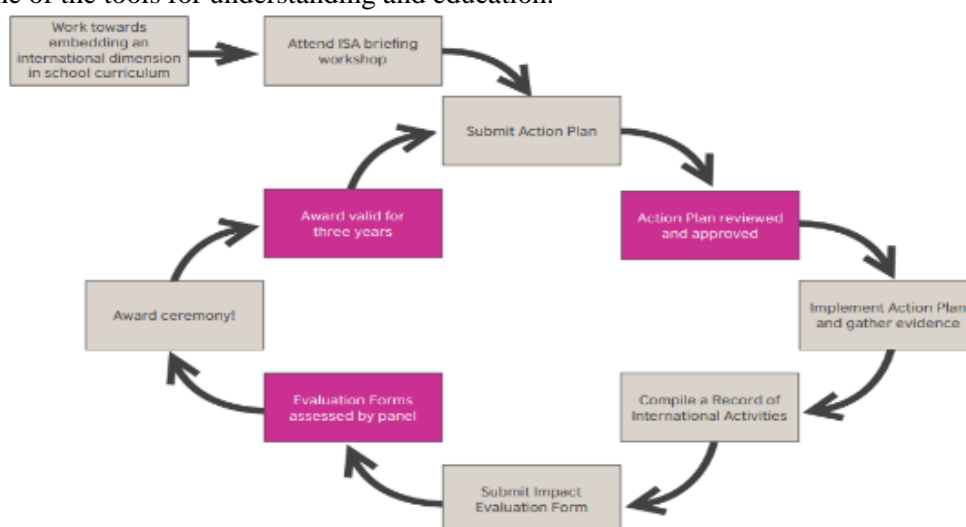 of the tools for understanding and education.
Work towards
embedding an
international dimension
in school curriculum
Attend ISA briefing
workshop
Submit Action Plan
Action Plan reviewed
and approved
Implement Action Plan
and gather evidence
Compile a Record of
International Activities
Submit Impact
Evaluation Form
Evaluation Forms
assessed by panel
Award ceremony!
Award valid for
three years